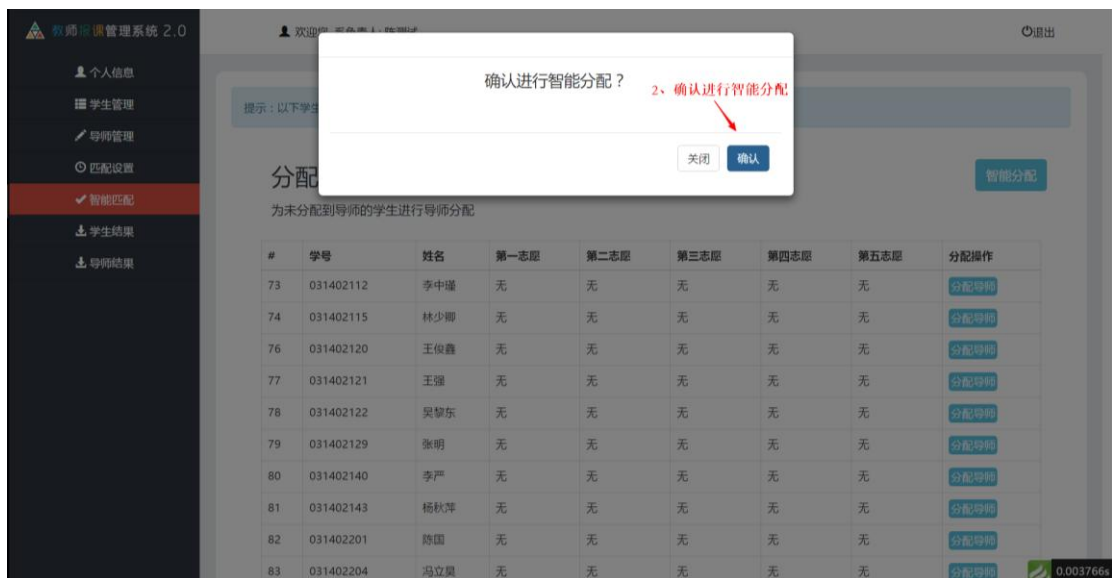 教师报课管理系统 2.0
欢迎您
退出
个人信息
学生管理
导师管理
匹配设置
智能匹配
学生结果
导师结果
确认进行智能分配？
2、确认进行智能分配
关闭 确认
提示：以下学生
分配
智能分配
为未分配到导师的学生进行导师分配
# 学号 姓名 第一志愿 第二志愿 第三志愿 第四志愿 第五志愿 分配操作
73 031402112 李中瑾 无 无 无 无 无 分配导师
74 031402115 林少卿 无 无 无 无 无 分配导师
76 031402120 王俊鑫 无 无 无 无 无 分配导师
77 031402121 王强 无 无 无 无 无 分配导师
78 031402122 吴黎东 无 无 无 无 无 分配导师
79 031402129 张明 无 无 无 无 无 分配导师
80 031402140 李严 无 无 无 无 无 分配导师
81 031402143 杨秋萍 无 无 无 无 无 分配导师
82 031402201 陈国 无 无 无 无 无 分配导师
83 031402204 冯立昊 无 无 无 无 无 分配导师
0.003766s